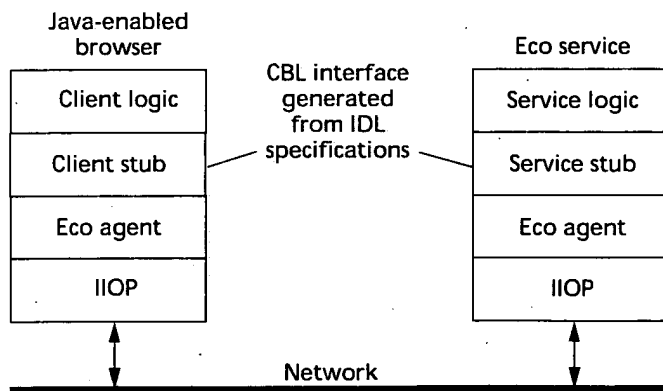 Java-enabled
browser
Client logic
Client stub
Eco agent
IIOP
CBL interface
generated
from IDL
specifications
Eco service
Service logic
Service stub
Eco agent
IIOP
Network